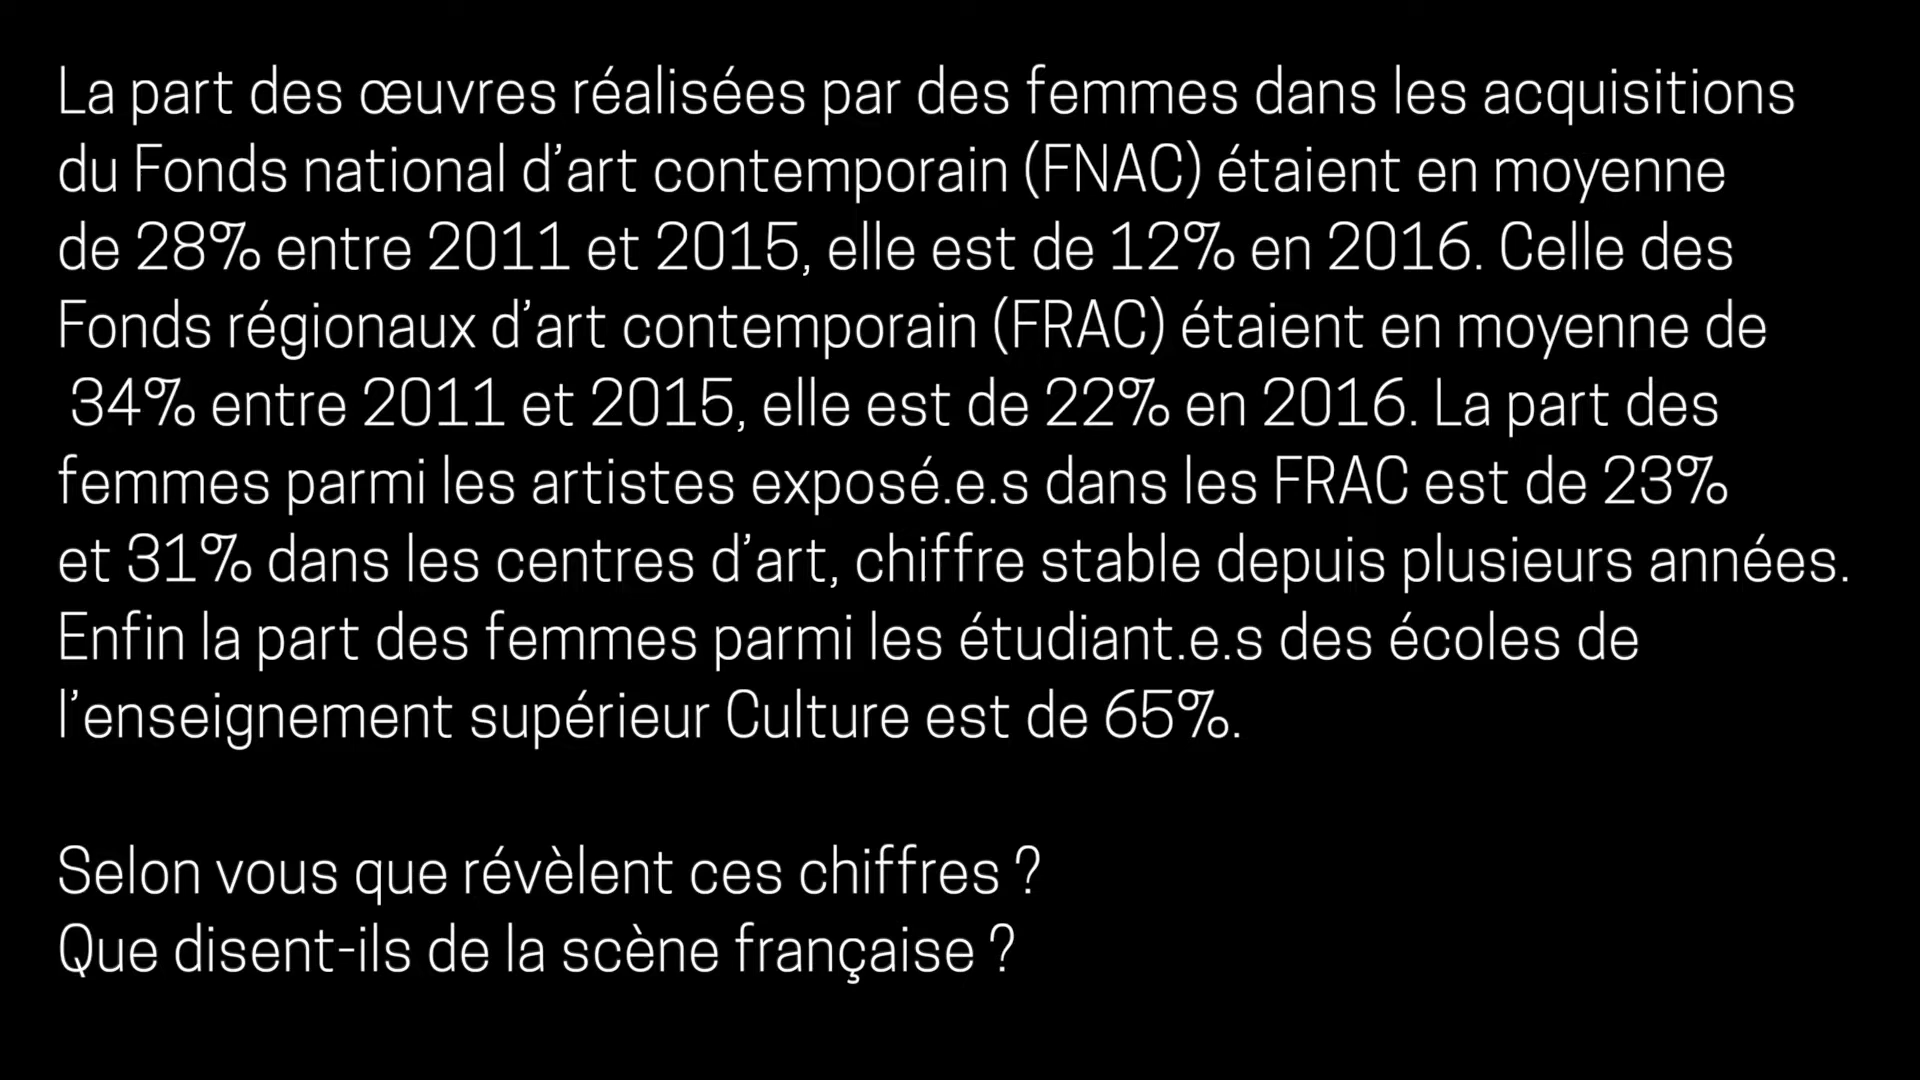 La part des œuvres réalisées par des femmes dans les acquisitions
du Fonds national d’art contemporain (FNAC) étaient en moyenne
de 28% entre 2011 et 2015, elle est de 12% en 2016. Celle des
Fonds régionaux d’art contemporain (FRAC) étaient en moyenne de
34% entre 2011 et 2015, elle est de 22% en 2016. La part des
femmes parmi les artistes exposé.e.s dans les FRAC est de 23%
et 31% dans les centres d’art, chiffre stable depuis plusieurs années.
Enfin la part des femmes parmi les étudiant.e.s des écoles de
l’enseignement supérieur Culture est de 65%.
Selon vous que révèlent ces chiffres ?
Que disent-ils de la scène française ?